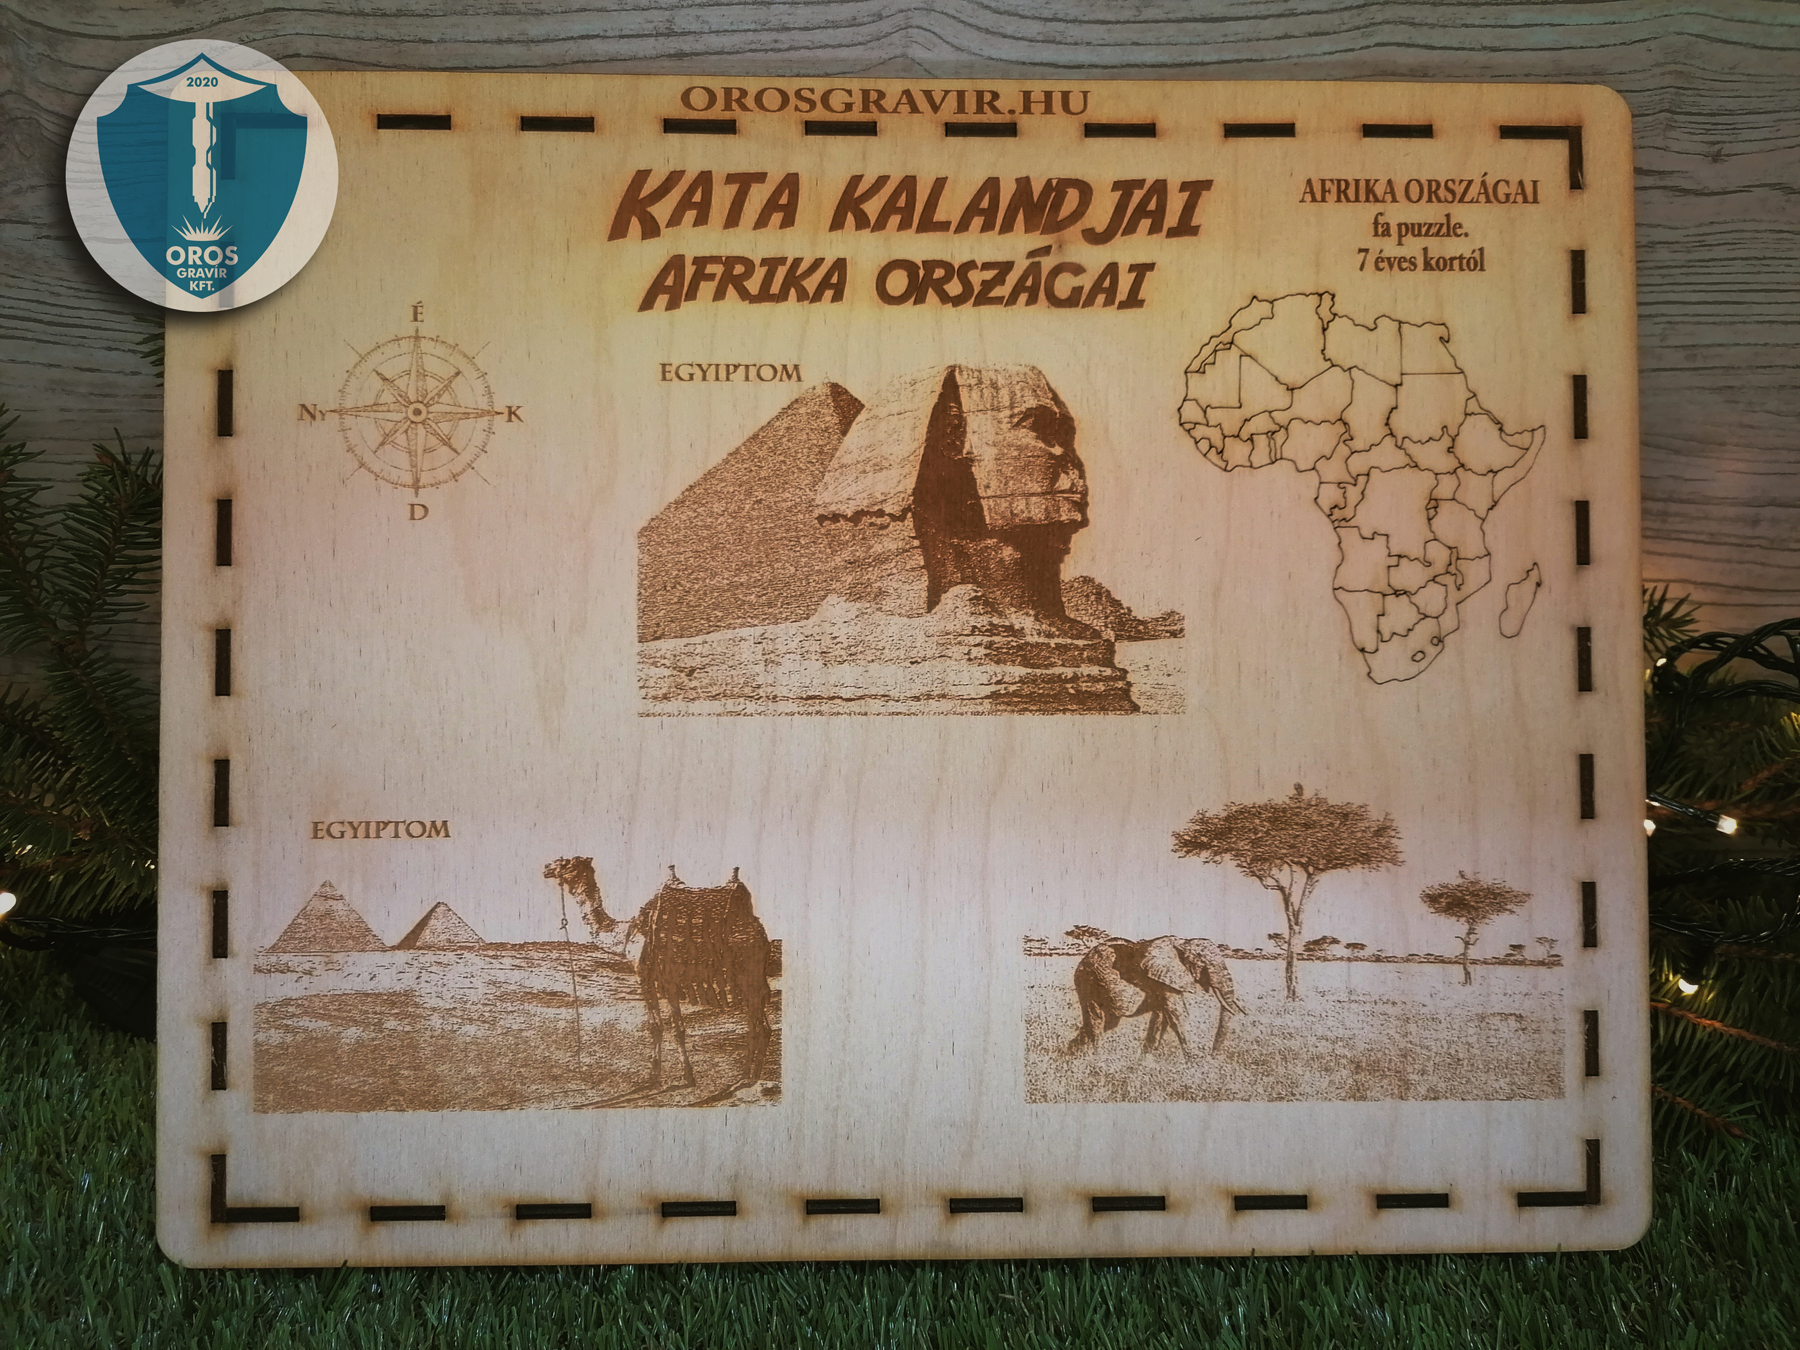 2020
OROS
GRAVÍR
KFT.
OROSGRAVIR.HU
KATA KALANDJAI
AFRIKA ORSZÁGAI
AFRIKA ORSZÁGAI
fa puzzle.
7 éves kortól
É
Ny K
D
EGYIPTOM
EGYIPTOM